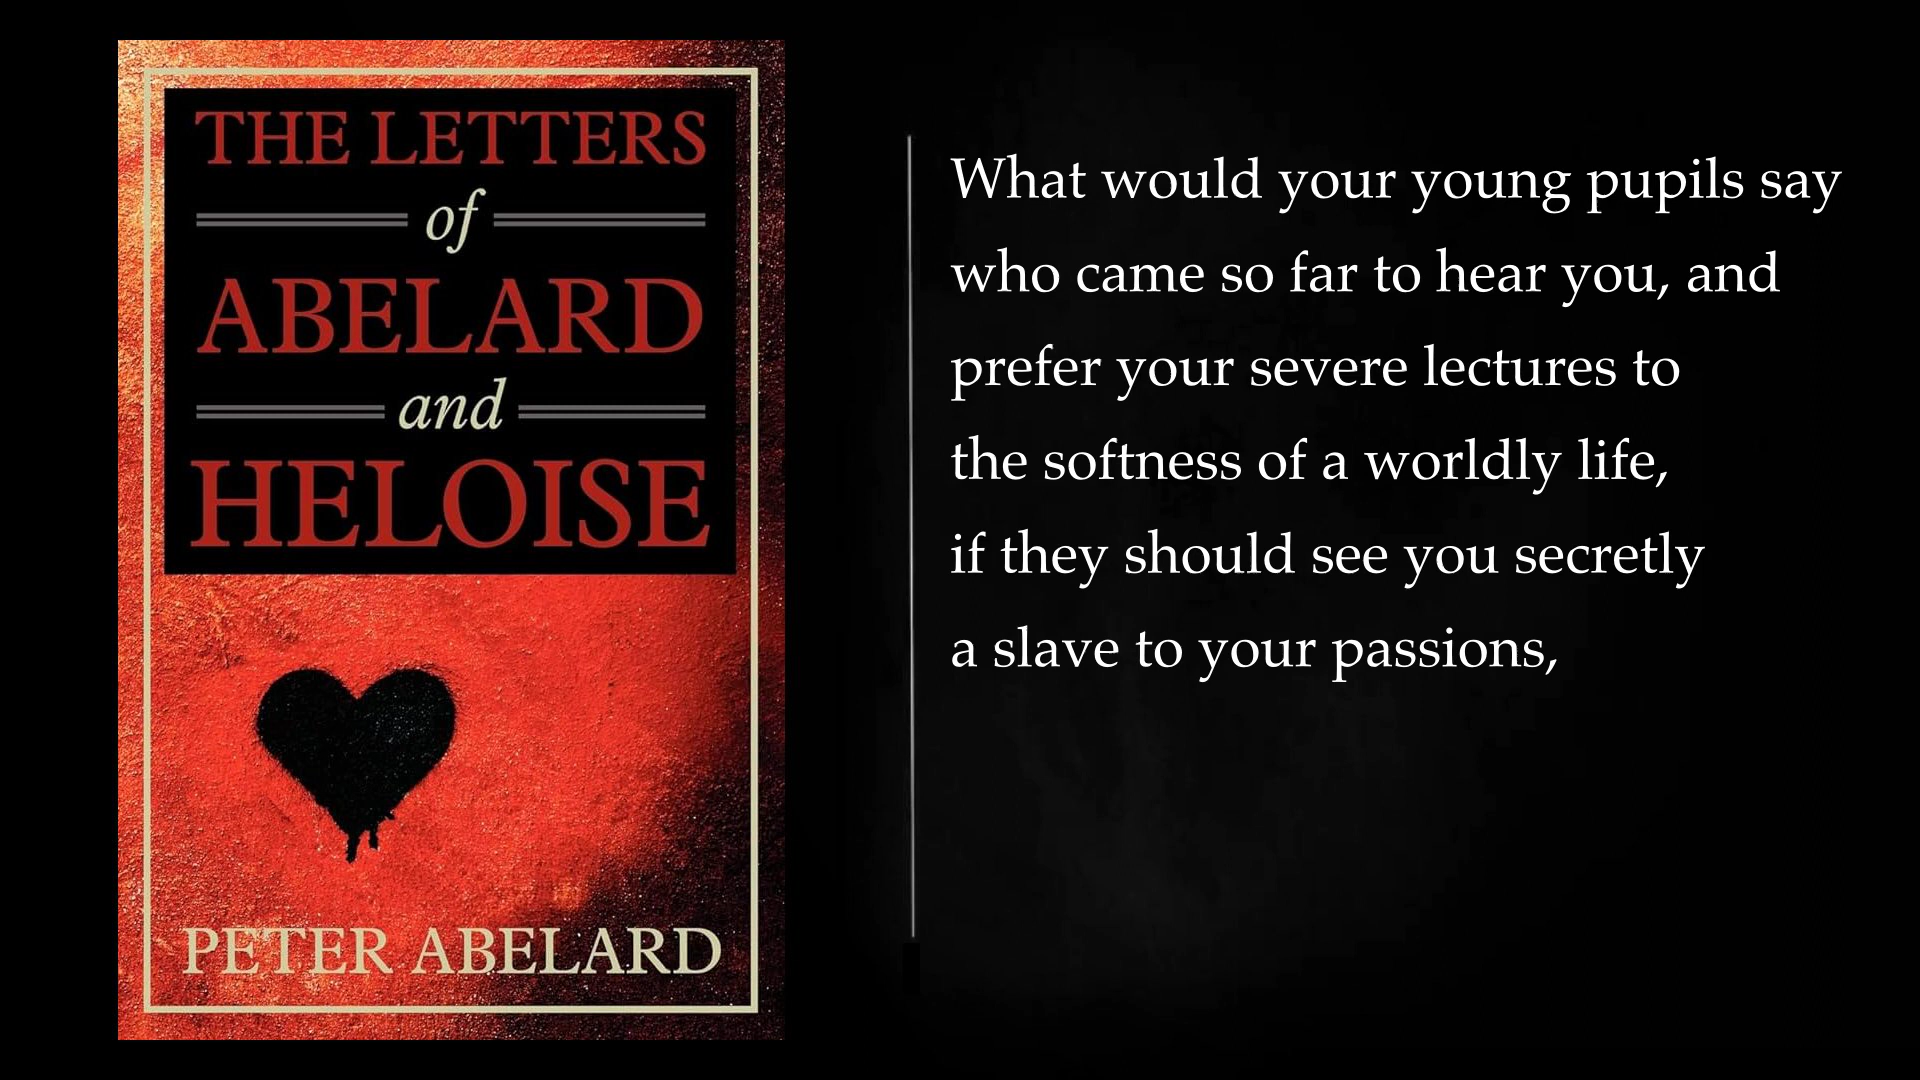 THE LETTERS
of
ABELARD
and
HELOISE
PETER ABELARD
What would your young pupils say
who came so far to hear you, and
prefer your severe lectures to
the softness of a worldly life,
if they should see you secretly
a slave to your passions,